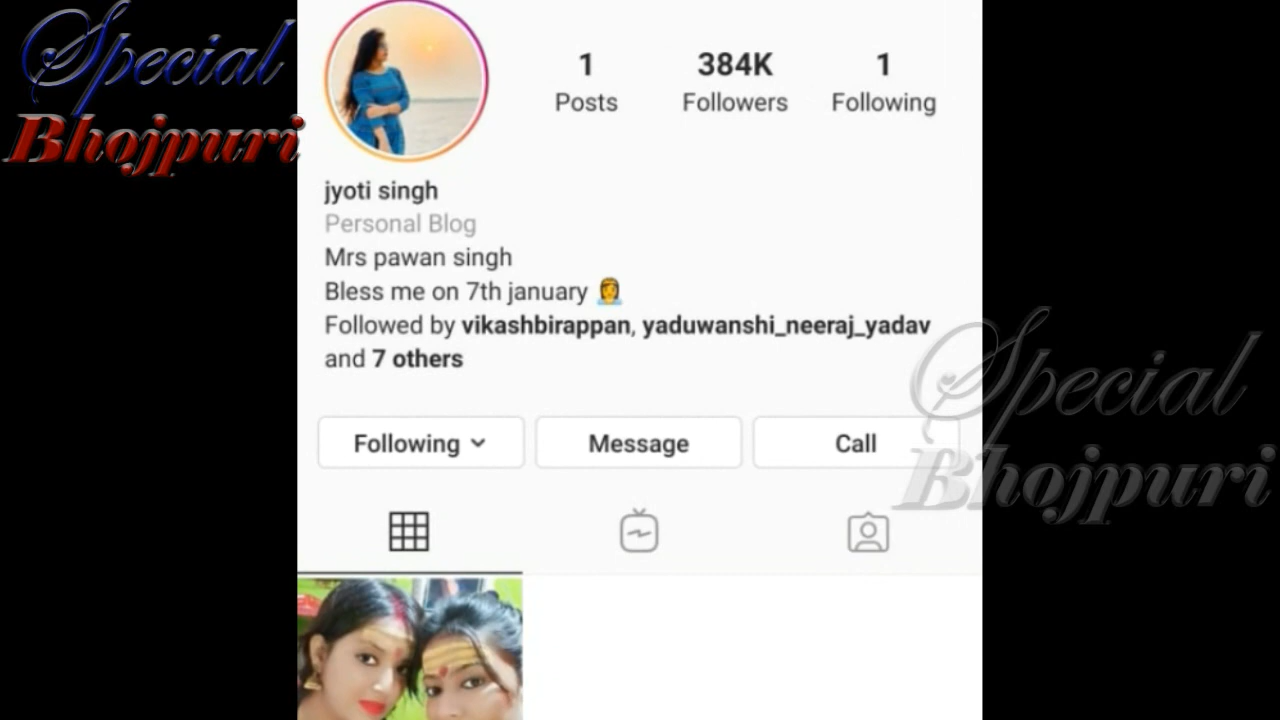 Special
Bhojpuri
1 384K 1
Posts Followers Following
jyoti singh
Personal Blog
Mrs pawan singh
Bless me on 7th january 🧖‍♀️
Followed by vikashbirappan, yaduwanshi_neeraj_yadav
and 7 others
Following Message Call
Special
Bhojpuri